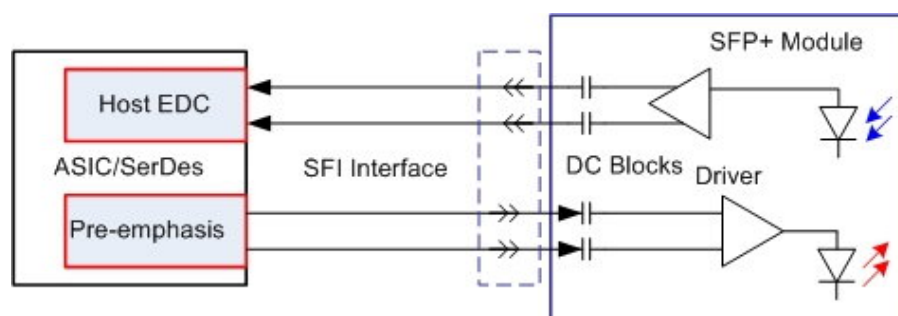 SFP+ Module
Host EDC
ASIC/SerDes
SFI Interface
DC Blocks
Driver
Pre-emphasis